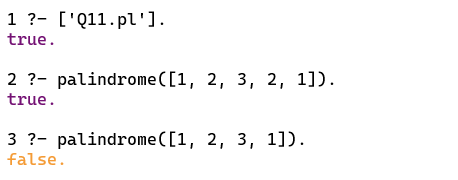 1 ?- ['Q11.pl'].
true.
2 ?- palindrome([1, 2, 3, 2, 1]).
true.
3 ?- palindrome([1, 2, 3, 1]).
false.